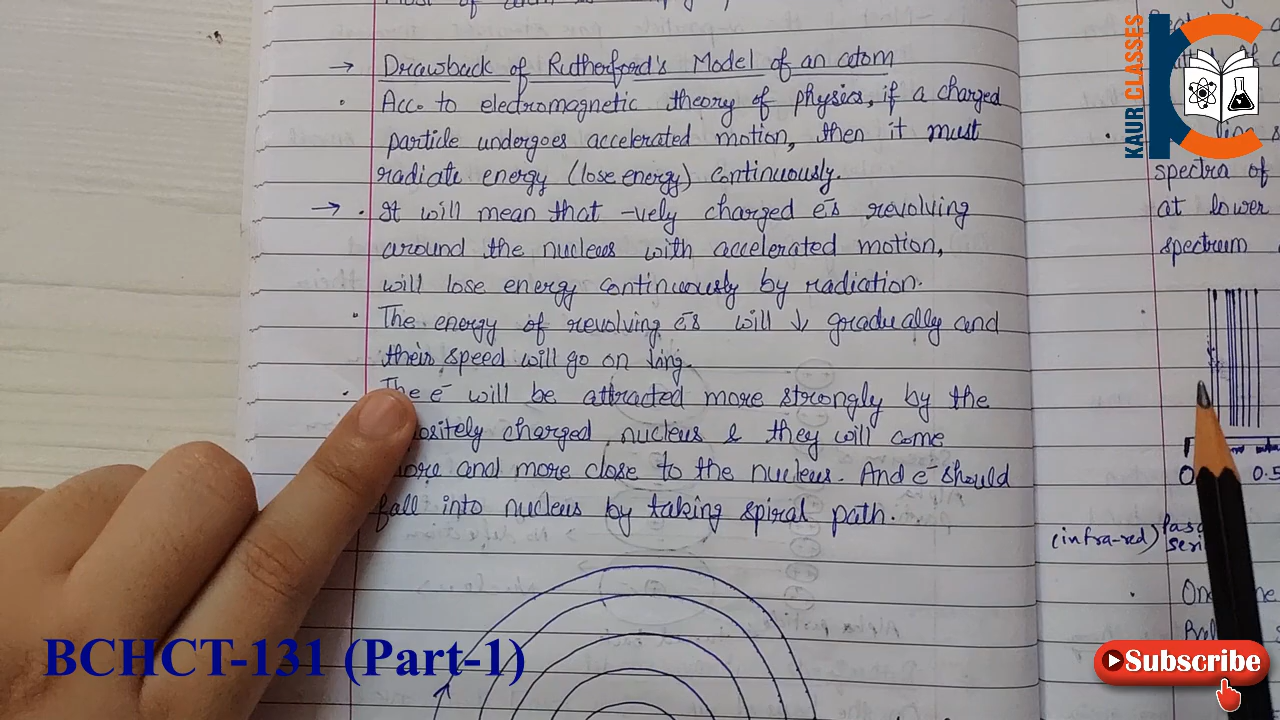 → Drawback of Rutherford's Model of an atom
. Acc. to electromagnetic theory of physics, if a charged
particle undergoes accelerated motion, then it must
radiate energy (lose energy) continuously.
→ . It will mean that -vely charged e⁻s revolving
around the nucleus with accelerated motion,
will lose energy continuously by radiation.
. The energy of revolving e⁻s will ↓ gradually and
their speed will go on ↓ing.
. The e⁻ will be attracted more strongly by the
charged nucleus & they will come
and more close to the nucleus. And e⁻ should
fall into nucleus by taking spiral path.
spectra of
at lower
spectrum
0 0.5
(infra-red)
KAUR CLASSES
BCHCT-131 (Part-1)
Subscribe